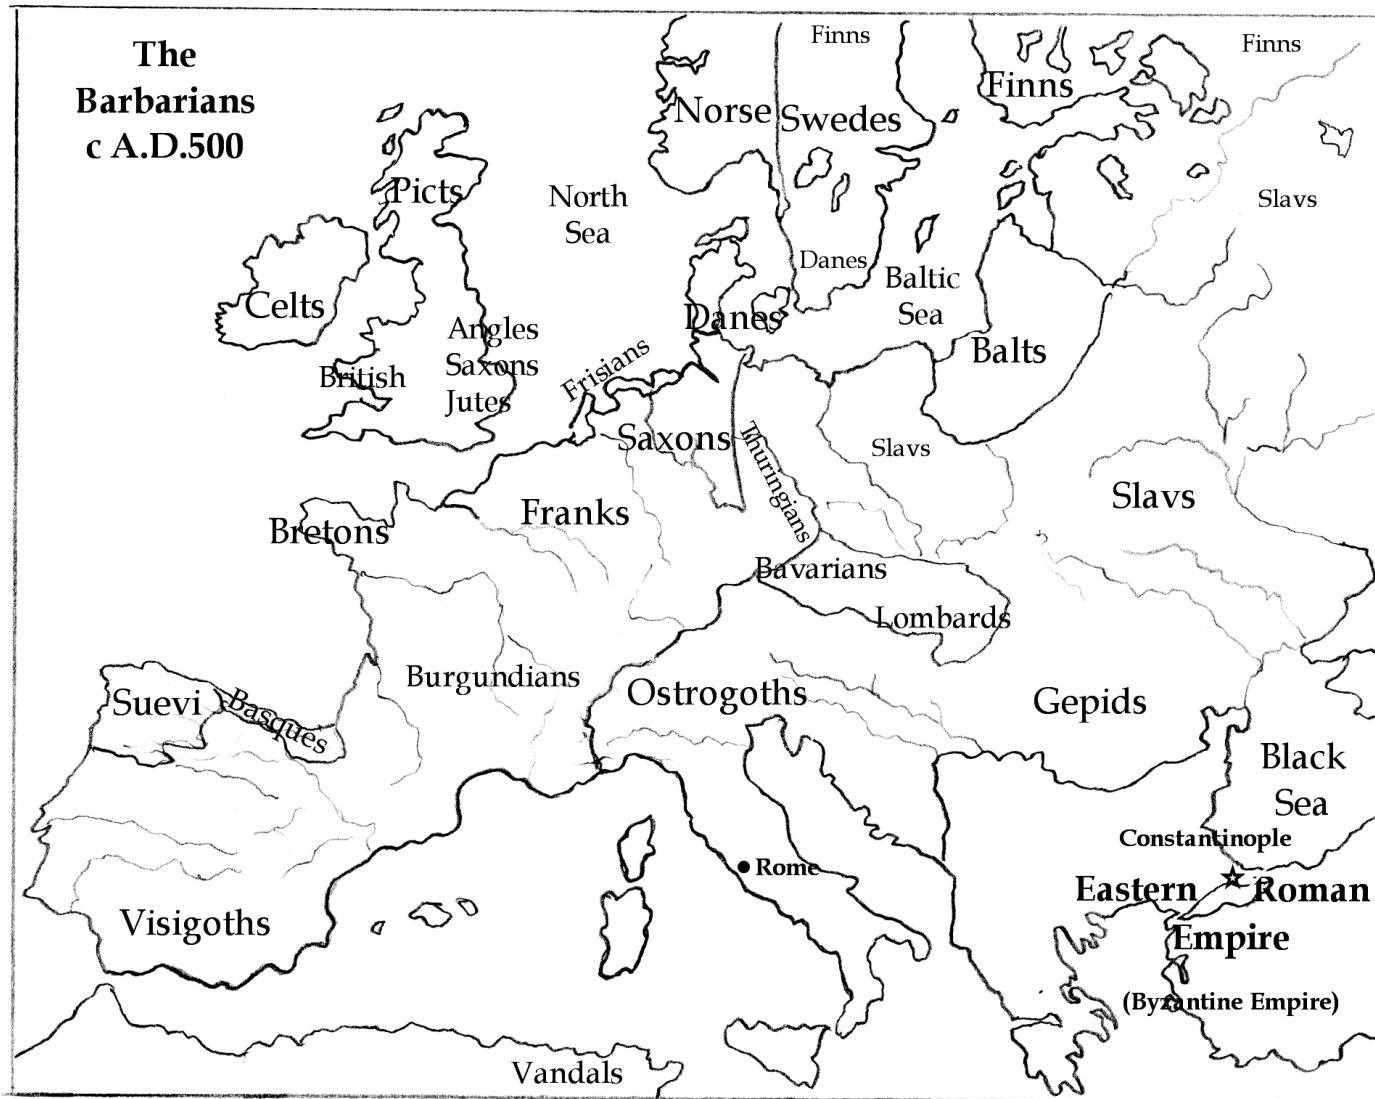 The
Barbarians
c A.D.500
Finns
Finns
Finns
Norse
Swedes
Picts
North
Sea
Slavs
Danes
Baltic
Sea
Celts
Danes
Angles
Saxons
Jutes
British
Frisians
Balts
Saxons
Thuringians
Slavs
Slavs
Franks
Bretons
Bavarians
Lombards
Burgundians
Ostrogoths
Gepids
Suevi
Basques
Black
Sea
Constantinople
Rome
Eastern Roman
Empire
(Byzantine Empire)
Visigoths
Vandals